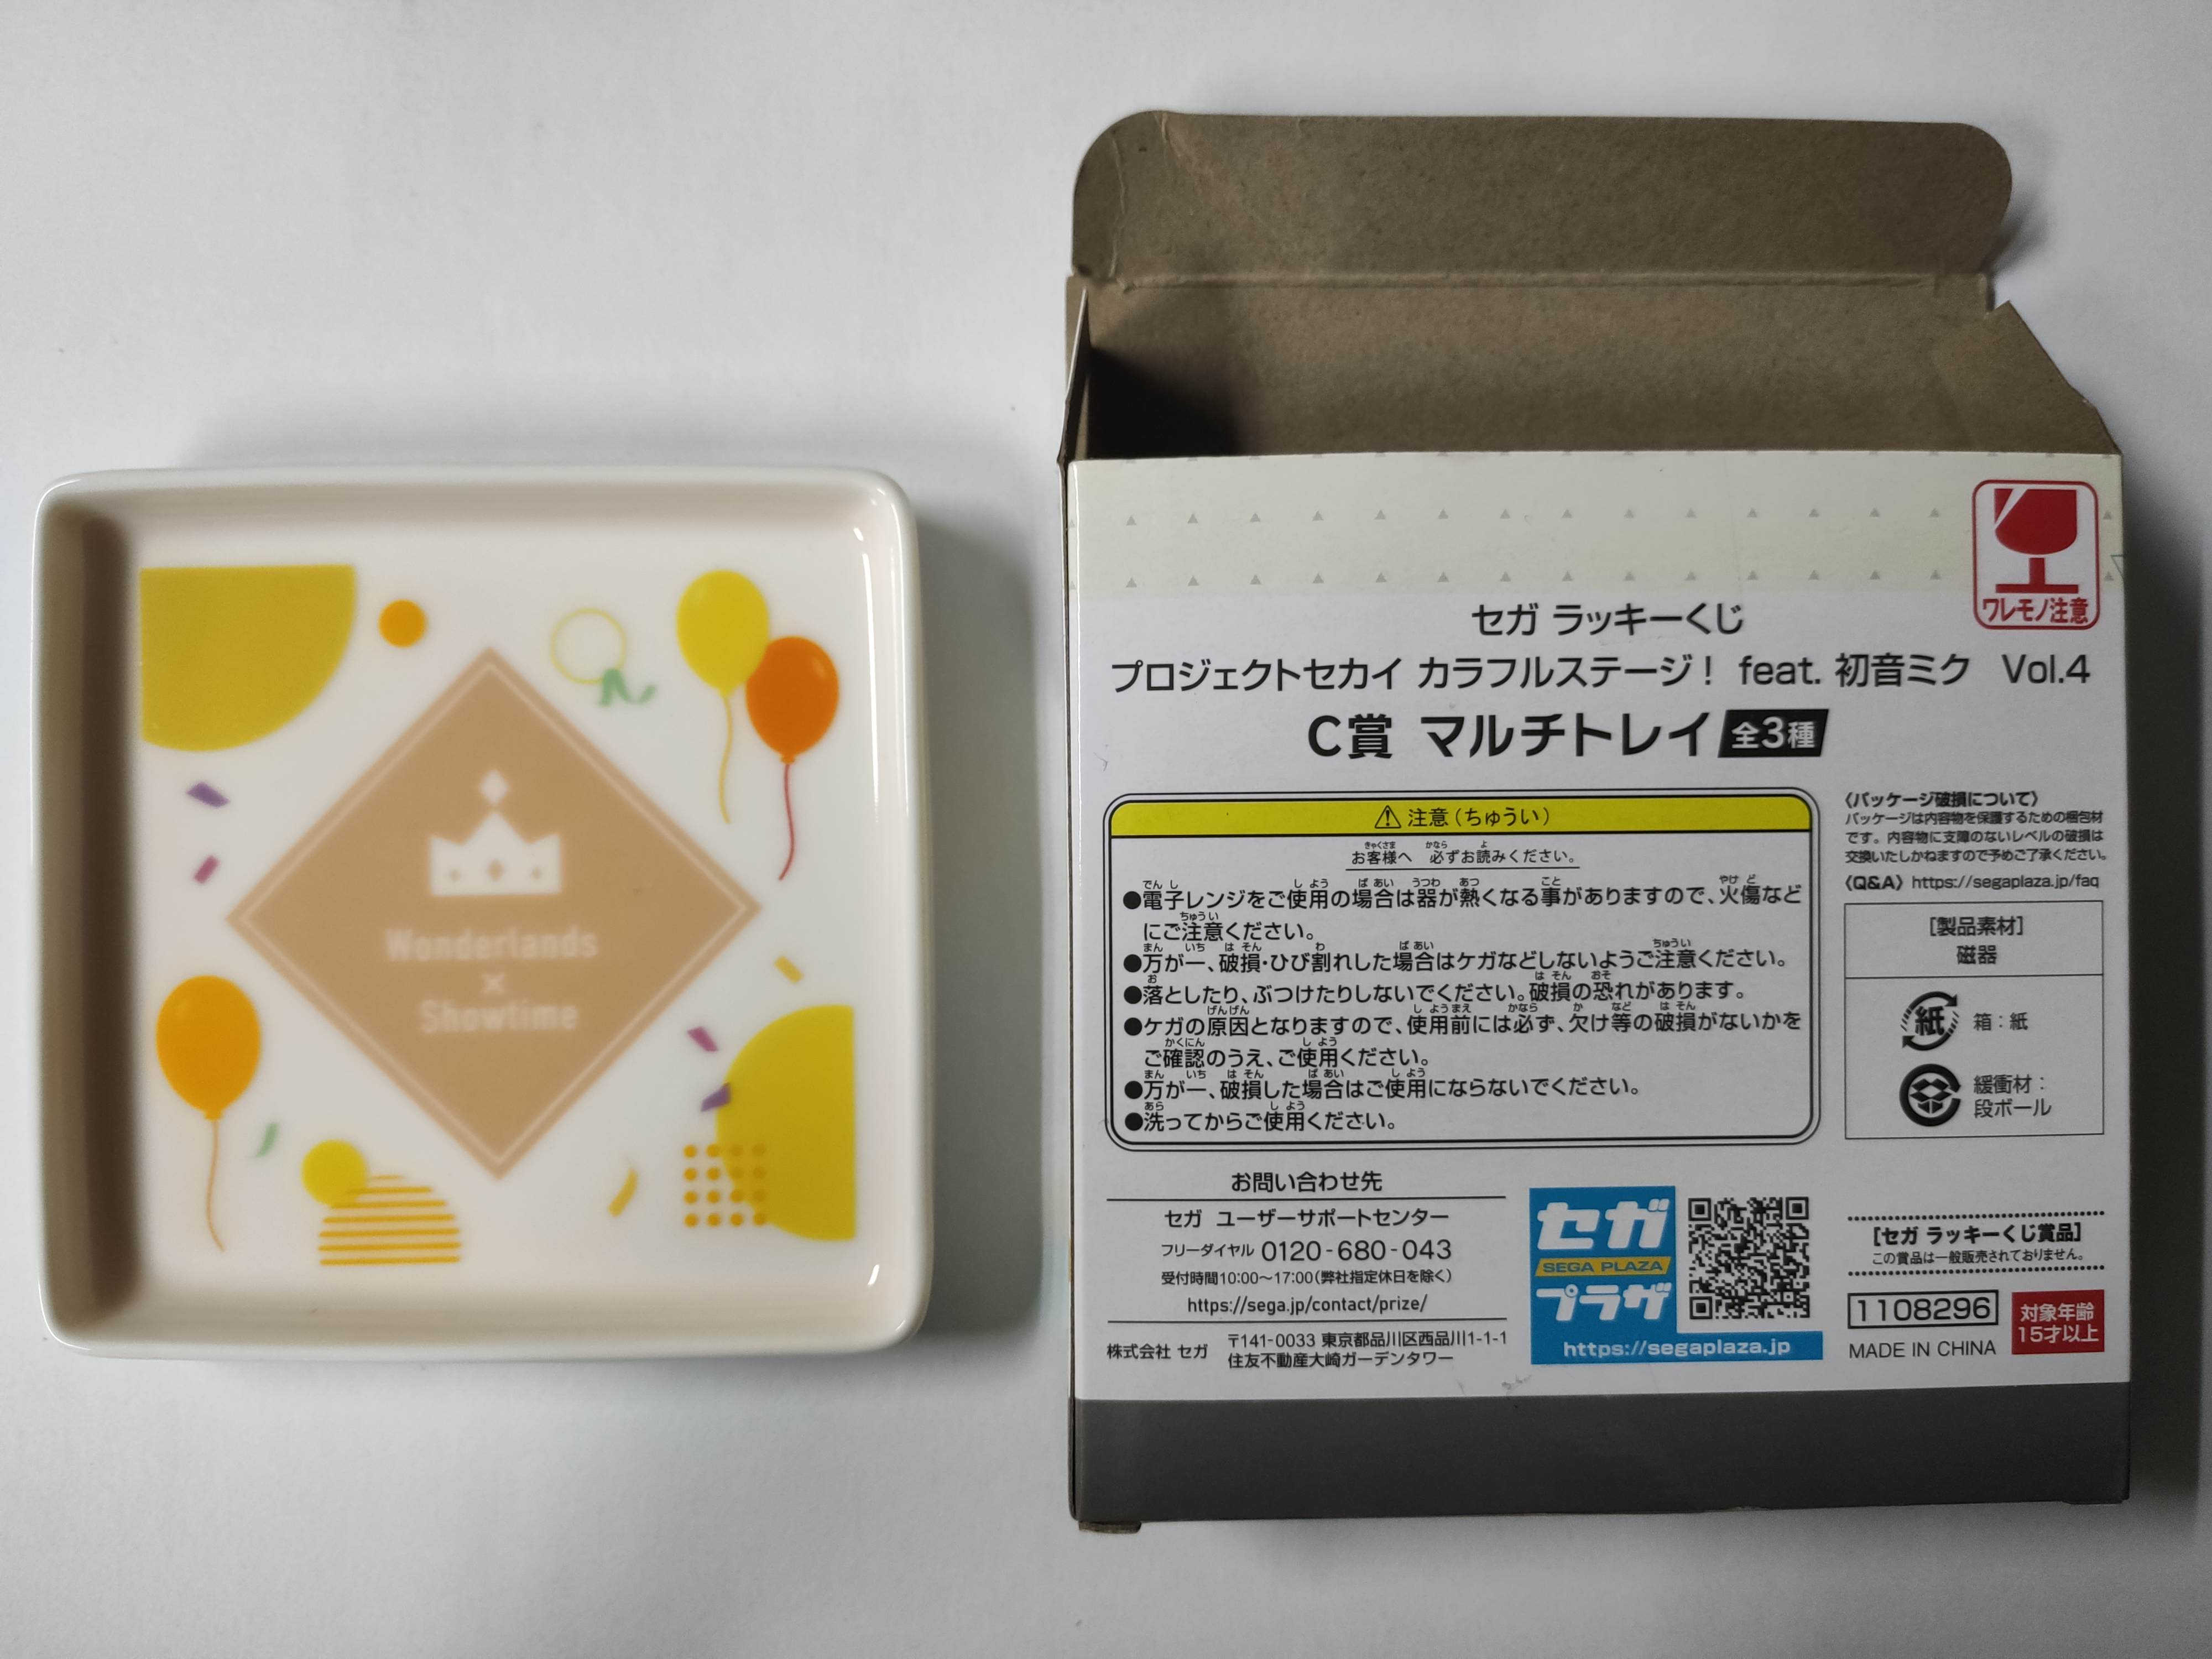 Wonderlands
×
Showtime
ワレモノ注意
セガ ラッキーくじ
プロジェクトセカイ カラフルステージ! feat. 初音ミク Vol.4
C賞 マルチトレイ 全3種
注意(ちゅうい)
お客様へ 必ずお読みください。
●電子レンジをご使用の場合は器が熱くなる事がありますので、火傷など
にご注意ください。
●万が一、破損・ひび割れした場合はケガなどしないようご注意ください。
●落としたり、ぶつけたりしないでください。破損の恐れがあります。
●ケガの原因となりますので、使用前には必ず、欠け等の破損がないかを
ご確認のうえ、ご使用ください。
●万が一、破損した場合はご使用にならないでください。
●洗ってからご使用ください。
〈パッケージ破損について〉
パッケージは内容物を保護するための梱包材
です。内容物に支障のないレベルの破損は
交換いたしかねますので予めご了承ください。
〈Q&A〉https://segaplaza.jp/faq
[製品素材]
磁器
紙 箱:紙
緩衝材:
段ボール
お問い合わせ先
セガ ユーザーサポートセンター
フリーダイヤル 0120-680-043
受付時間10:00〜17:00(弊社指定休日を除く)
https://sega.jp/contact/prize/
株式会社 セガ 〒141-0033 東京都品川区西品川1-1-1
住友不動産大崎ガーデンタワー
セガ
SEGA PLAZA
プラザ
https://segaplaza.jp
[セガ ラッキーくじ賞品]
この賞品は一般販売されておりません。
1108296
MADE IN CHINA
対象年齢
15才以上